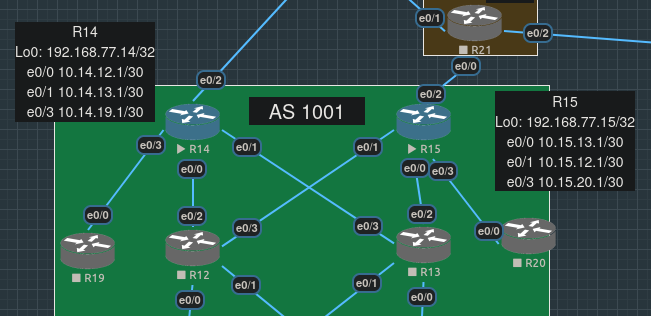 R14
Lo0: 192.168.77.14/32
e0/0 10.14.12.1/30
e0/1 10.14.13.1/30
e0/3 10.14.19.1/30
e0/1
R21
e0/2
e0/0
e0/2
e0/2
AS 1001
R15
Lo0: 192.168.77.15/32
e0/0 10.15.13.1/30
e0/1 10.15.12.1/30
e0/3 10.15.20.1/30
R14
R15
e0/3
e0/1
e0/1
e0/0
e0/0
e0/3
e0/0
e0/2
e0/3
e0/3
e0/2
e0/0
R19
R12
R13
R20
e0/0
e0/1
e0/1
e0/0